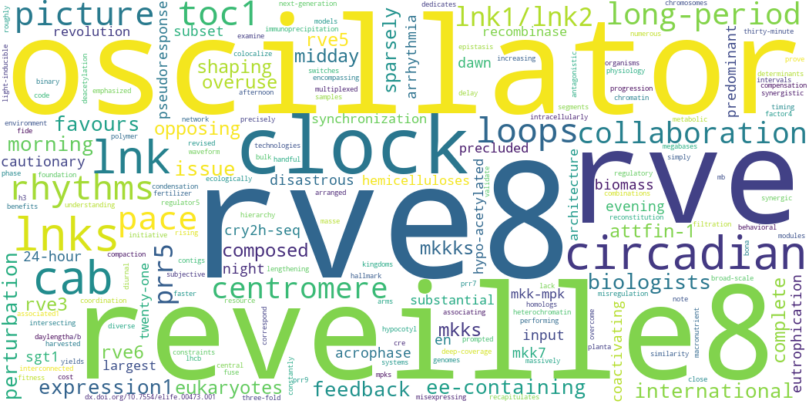 roughly picture toc1 next-generation chromosomes
revolution subset models immunoprecipitation rve5 colocalize examine sparsely lnk1/lnk2 dedicates long-period
oscillator
light-inducible code binary deacetylation emphasized pseudoresponse shaping overuse midday switches encompassing afternoon arrhythmia multiplexed samples recombinase dawn epistasis increasing delay numerous organisms physiology progression chromatin antagonistic predominant thirty-minute prove determinants intervals compensation timing synergistic factor4
favours opposing synchronization clock loops collaboration
environment fide network precisely intracellularly segments metabolic megabases
morning lnk issue revised waveform technologies polymer cautionary bulk handful disastrous hemicelluloses precluded simply architecture regulatory mb
phase foundation rhythms condensation regulator5 fertilizer ecologically arranged validate biomass combinations reconstitution synergic
h3 benefits understanding hierarchy masse evening
lnks pace initiative rising cry2h-seq rve8 hypo-acetylated attfin-1 filtration bona behavioral
rve
compaction 24-hour composed mkkks kingdoms circadian modules
contigs subjective lengthening night hallmark
cab prr5 diurnal faster centromere prr7 arms lack biologists broad-scale
perturbation coordination rve3 resource substantial mkk-mpk misregulation
associated twenty-one correspond associating homologs heterochromatin note
reveille8
intersecting diverse hypocotyl cre prompted performing overcome macronutrient complete
daylength/b sgt1 rve6 constraints acrophase mkks en deep-coverage input planta similarity eutrophication
harvested interconnected yields largest central lhcb systems genomes mkk7 coactivating close
fitness cost expression1 eukaryotes fuse constantly feedback mpks massively ee-containing international
dx.doi.org/10.7554/elife.00473.001 three-fold prr9 misexpressing recapitulates